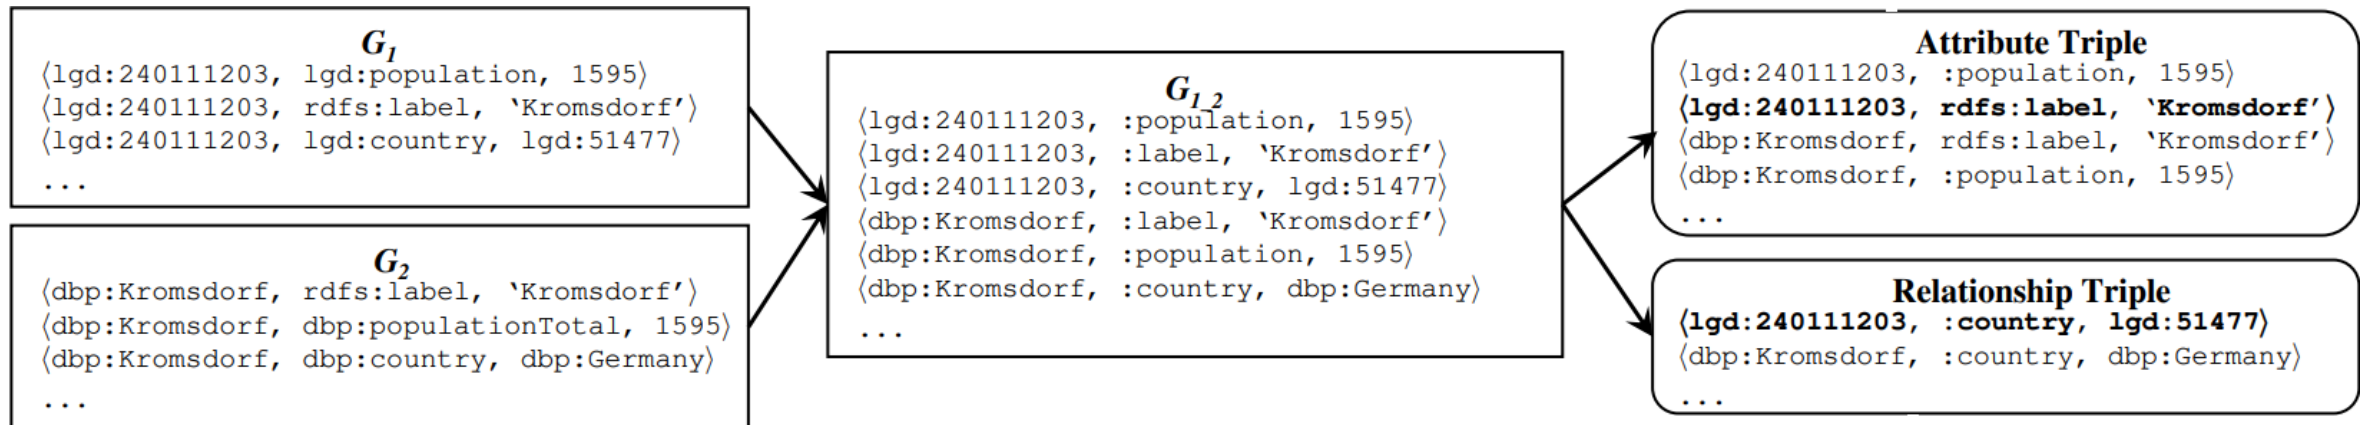 G1
⟨lgd:240111203, lgd:population, 1595⟩
⟨lgd:240111203, rdfs:label, ‘Kromsdorf’⟩
⟨lgd:240111203, lgd:country, lgd:51477⟩
...
G2
⟨dbp:Kromsdorf, rdfs:label, ‘Kromsdorf’⟩
⟨dbp:Kromsdorf, dbp:populationTotal, 1595⟩
⟨dbp:Kromsdorf, dbp:country, dbp:Germany⟩
...
G1_2
⟨lgd:240111203, :population, 1595⟩
⟨lgd:240111203, :label, ‘Kromsdorf’⟩
⟨lgd:240111203, :country, lgd:51477⟩
⟨dbp:Kromsdorf, :label, ‘Kromsdorf’⟩
⟨dbp:Kromsdorf, :population, 1595⟩
⟨dbp:Kromsdorf, :country, dbp:Germany⟩
...
Attribute Triple
⟨lgd:240111203, :population, 1595⟩
⟨lgd:240111203, rdfs:label, ‘Kromsdorf’⟩
⟨dbp:Kromsdorf, rdfs:label, ‘Kromsdorf’⟩
⟨dbp:Kromsdorf, :population, 1595⟩
...
Relationship Triple
⟨lgd:240111203, :country, lgd:51477⟩
⟨dbp:Kromsdorf, :country, dbp:Germany⟩
...